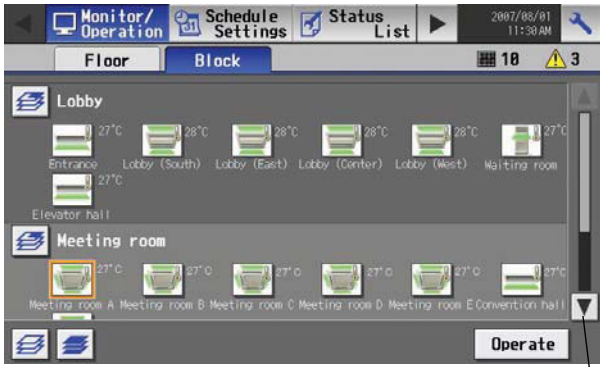 Monitor/ Operation
Schedule Settings
Status List
2007/08/01
11:30 AM
Floor
Block
10
3
Lobby
27°C
28°C
28°C
28°C
28°C
27°C
Entrance
Lobby (South)
Lobby (East)
Lobby (Center)
Lobby (West)
Waiting room
27°C
Elevator hall
Meeting room
27°C
27°C
27°C
27°C
27°C
27°C
Meeting room A
Meeting room B
Meeting room C
Meeting room D
Meeting room E
Convention hall
Operate